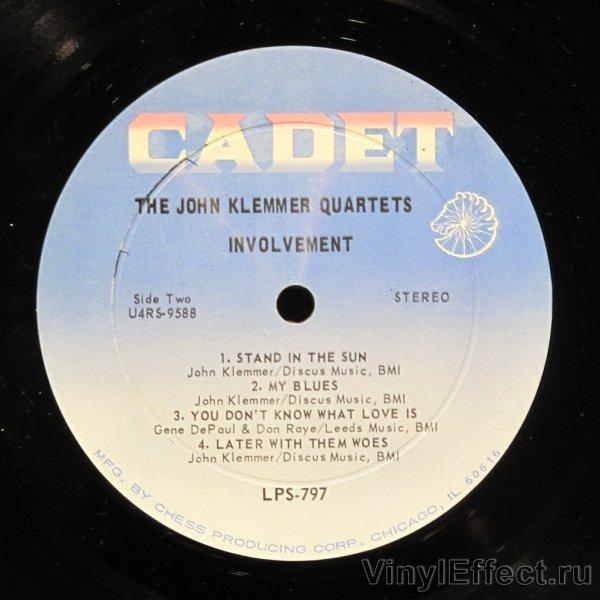 CADET
THE JOHN KLEMMER QUARTETS
INVOLVEMENT
Side Two
U4RS-9588
STEREO
1. STAND IN THE SUN
John Klemmer/Discus Music, BMI
2. MY BLUES
John Klemmer/Discus Music, BMI
3. YOU DON'T KNOW WHAT LOVE IS
Gene DePaul & Don Raye/Leeds Music, BMI
4. LATER WITH THEM WOES
John Klemmer/Discus Music, BMI
LPS-797
MFG. BY CHESS PRODUCING CORP. CHICAGO, IL 60616
VinylEffect.ru